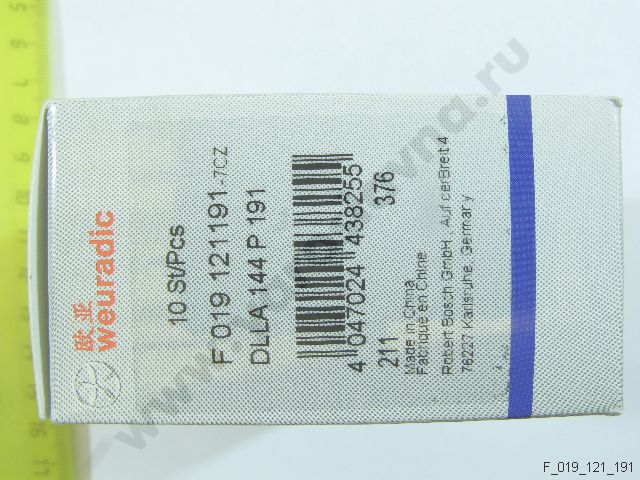 欧亚
weuradic
10 St/Pcs
F 019 121 191-7CZ
DLLA 144 P 191
4 047024 438255
211 376
Made in China
Fabriqué en Chine
Robert Bosch GmbH Auf der Breit 4
76227 Karlsruhe, Germany
F_019_121_191